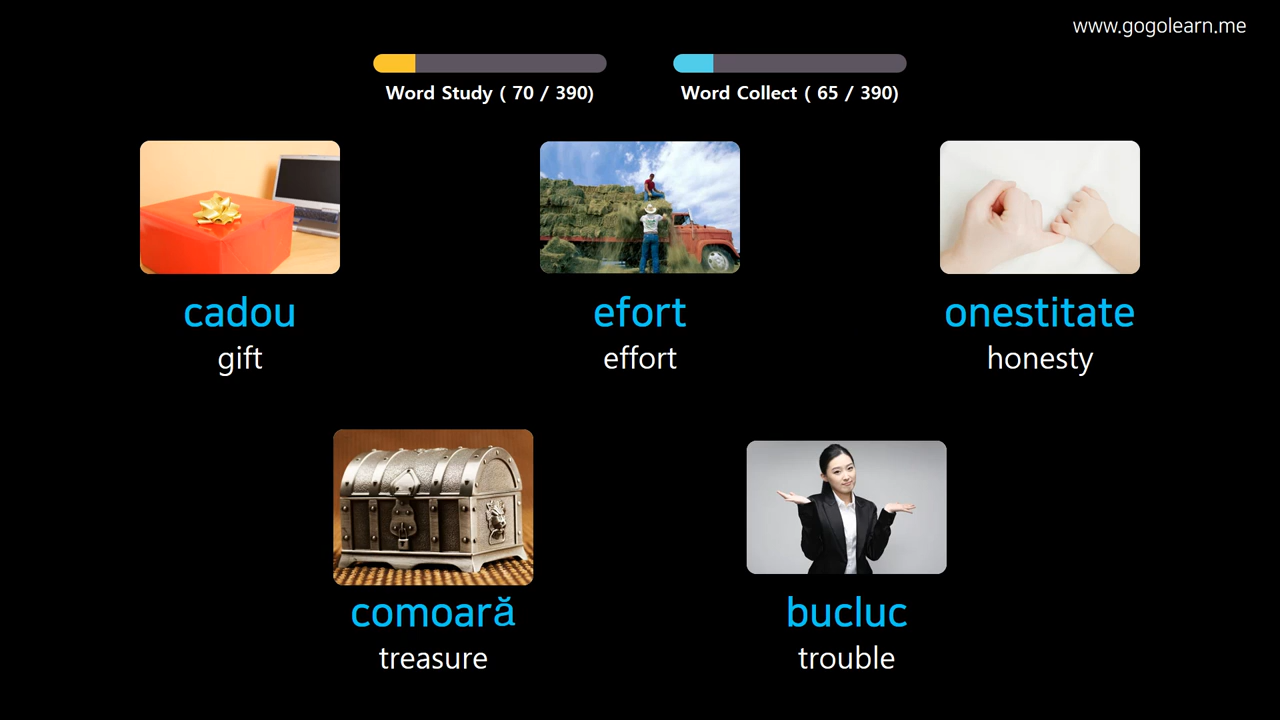 www.gogolearn.me
Word Study ( 70 / 390)
Word Collect ( 65 / 390)
cadou
gift
efort
effort
onestitate
honesty
comoară
treasure
bucluc
trouble